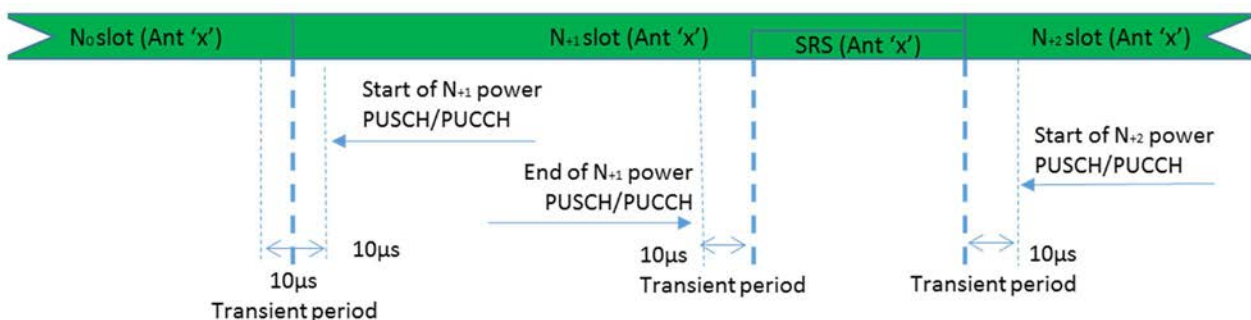 N₀ slot (Ant ‘x’)
N₊₁ slot (Ant ‘x’)
SRS (Ant ‘x’)
N₊₂ slot (Ant ‘x’)
Start of N₊₁ power
PUSCH/PUCCH
End of N₊₁ power
PUSCH/PUCCH
Start of N₊₂ power
PUSCH/PUCCH
10µs
10µs
Transient period
10µs
Transient period
10µs
Transient period